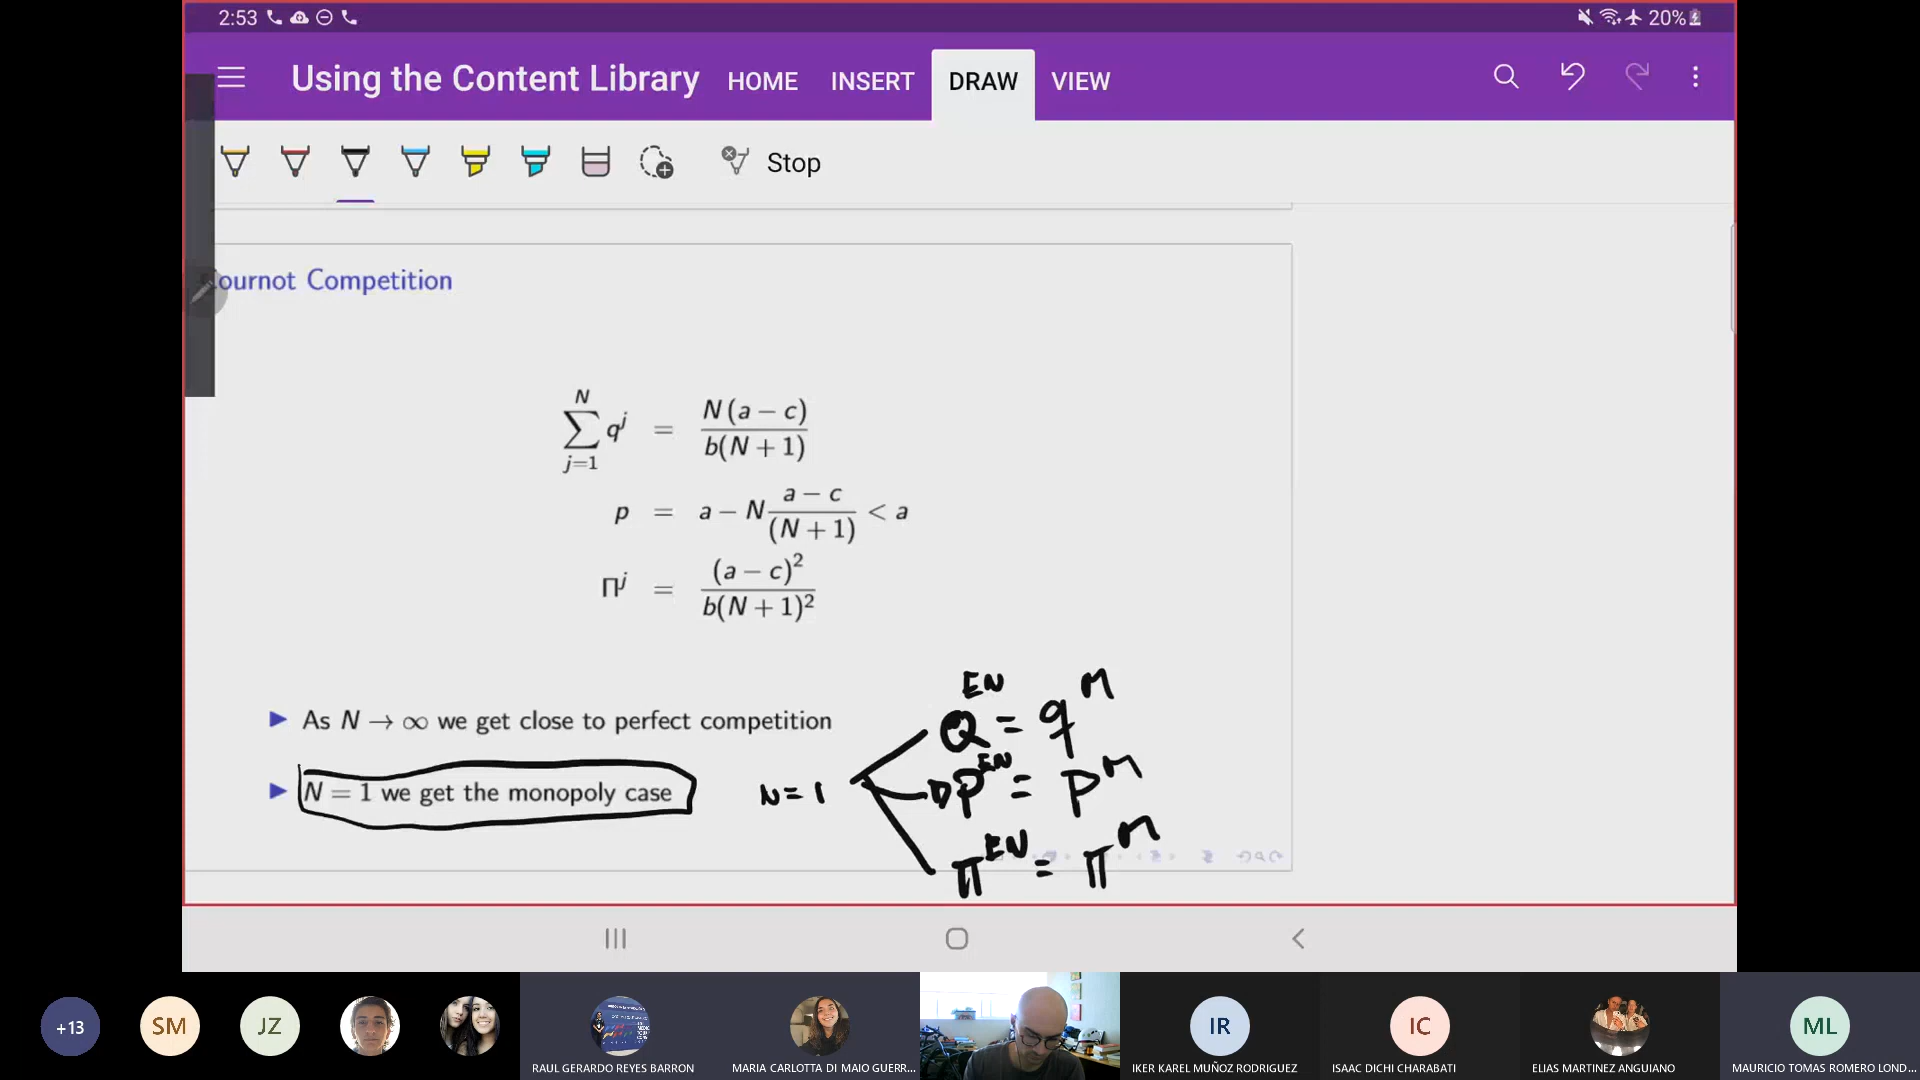 2:53 20%
Using the Content Library HOME INSERT DRAW VIEW
Stop
ournot Competition
N
∑ q^j = N(a − c) / b(N + 1)
j=1
p = a − N (a − c) / (N + 1) < a
Π^j = (a − c)^2 / b(N + 1)^2
▶ As N → ∞ we get close to perfect competition
▶ N = 1 we get the monopoly case
N=1
Q^EN = q^M
P^EN = P^M
π^EN = π^M
+13 SM JZ IR IC ML
RAUL GERARDO REYES BARRON MARIA CARLOTTA DI MAIO GUERR... IKER KAREL MUÑOZ RODRIGUEZ ISAAC DICHI CHARABATI ELIAS MARTINEZ ANGUIANO MAURICIO TOMAS ROMERO LOND...